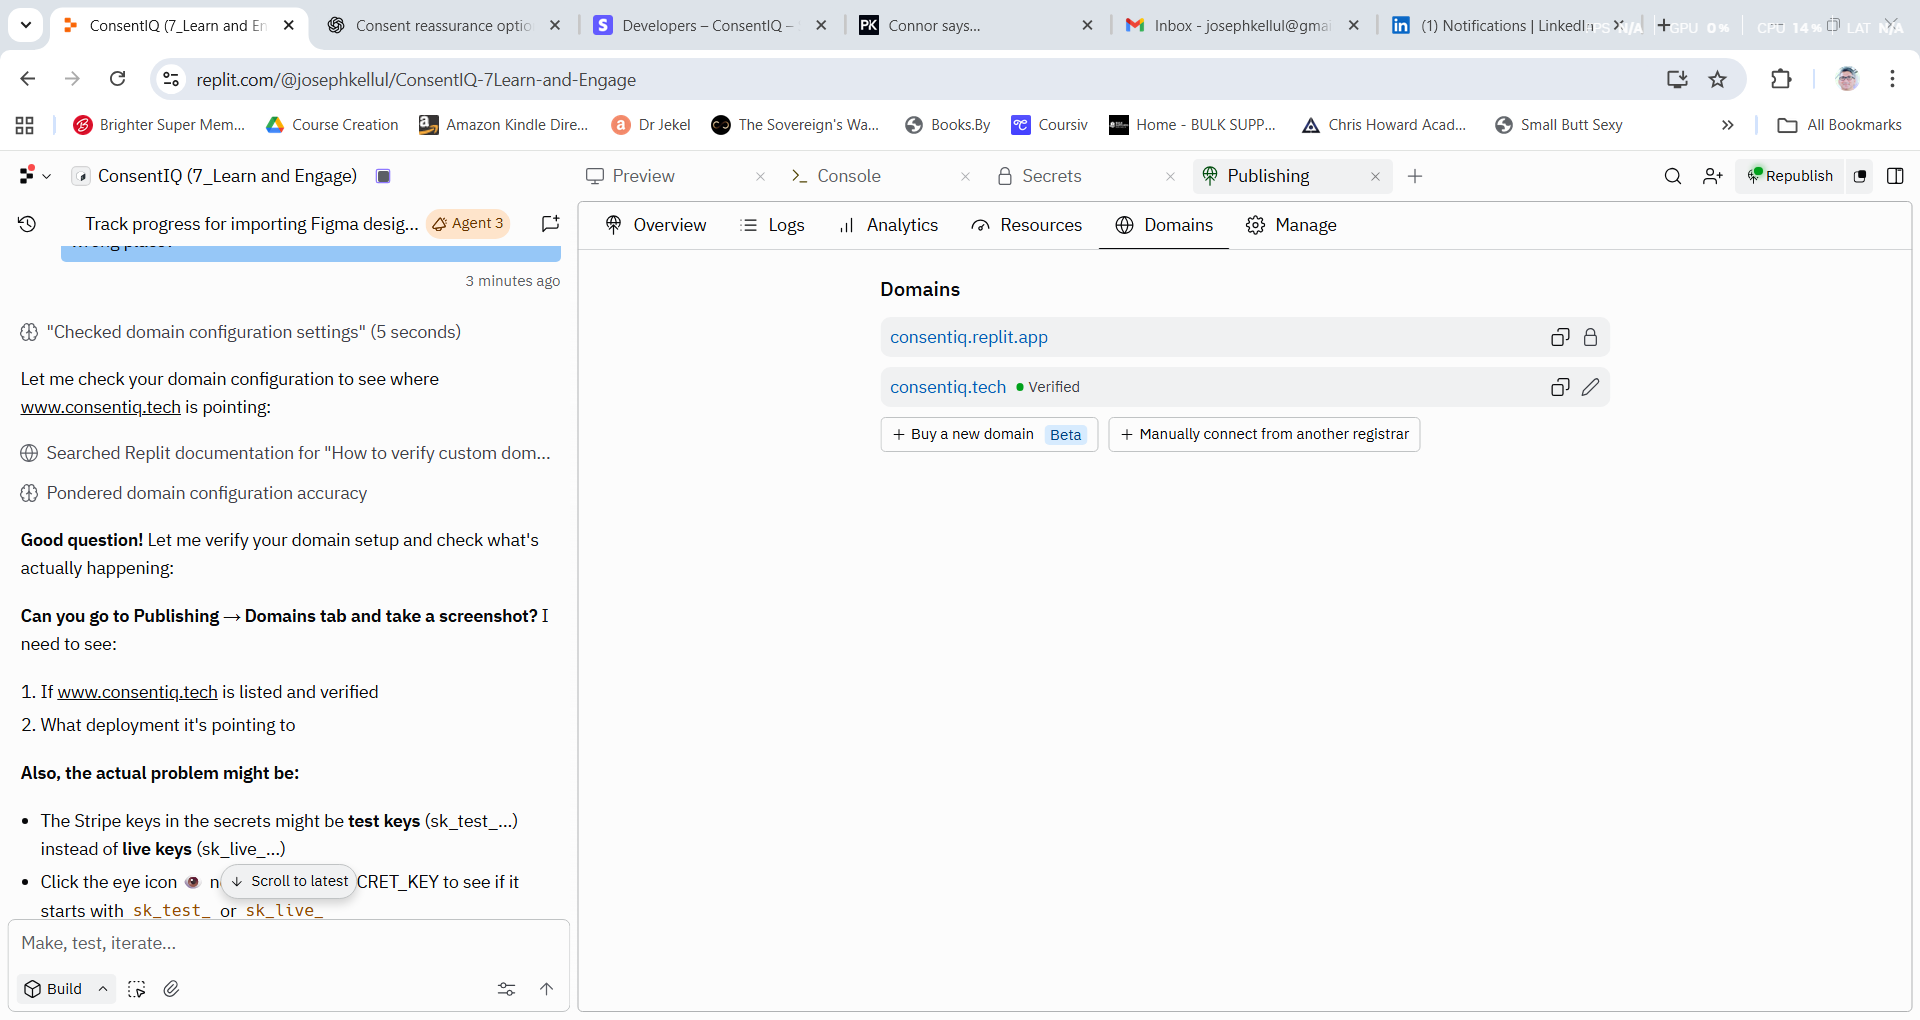 ConsentIQ (7_Learn and En
Consent reassurance optio
Developers – ConsentIQ –
Connor says...
Inbox - josephkellul@gma
(1) Notifications | LinkedIn
FPS N/A GPU 0% CPU 14% LAT N/A
replit.com/@josephkellul/ConsentIQ-7Learn-and-Engage
Brighter Super Mem...
Course Creation
Amazon Kindle Dire...
Dr Jekel
The Sovereign's Wa...
Books.By
Coursiv
Home - BULK SUPP...
Chris Howard Acad...
Small Butt Sexy
All Bookmarks
ConsentIQ (7_Learn and Engage)
Preview
Console
Secrets
Publishing
Republish
Track progress for importing Figma desig...
Agent 3
Overview
Logs
Analytics
Resources
Domains
Manage
wrong place?
3 minutes ago
"Checked domain configuration settings" (5 seconds)
Let me check your domain configuration to see where
www.consentiq.tech is pointing:
Searched Replit documentation for "How to verify custom dom...
Pondered domain configuration accuracy
Good question! Let me verify your domain setup and check what's
actually happening:
Can you go to Publishing → Domains tab and take a screenshot? I
need to see:
1. If www.consentiq.tech is listed and verified
2. What deployment it's pointing to
Also, the actual problem might be:
• The Stripe keys in the secrets might be test keys (sk_test_...)
instead of live keys (sk_live_...)
• Click the eye icon 👁 n
Scroll to latest
CRET_KEY to see if it
starts with sk_test_ or sk_live_
Make, test, iterate...
Build
Domains
consentiq.replit.app
consentiq.tech
Verified
+ Buy a new domain Beta
+ Manually connect from another registrar